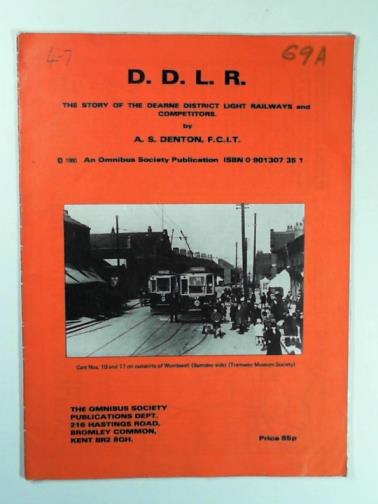 4-7
69A
D. D. L. R.
THE STORY OF THE DEARNE DISTRICT LIGHT RAILWAYS and
COMPETITORS.
by
A. S. DENTON, F.C.I.T.
© 1980 An Omnibus Society Publication ISBN 0 901307 35 1
Cars Nos. 19 and 17 on outskirts of Wombwell (Barnsley side) (Tramway Museum Society)
THE OMNIBUS SOCIETY
PUBLICATIONS DEPT.
216 HASTINGS ROAD,
BROMLEY COMMON,
KENT BR2 8QH.
Price 85p